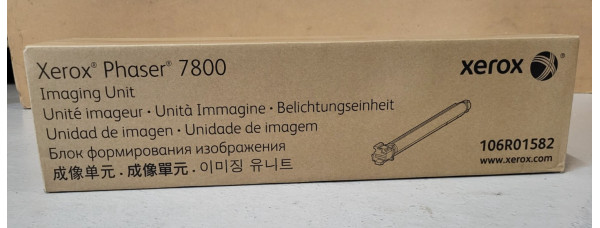 Xerox® Phaser® 7800
Imaging Unit
Unité imageur · Unità Immagine · Belichtungseinheit
Unidad de imagen · Unidade de imagem
Блок формирования изображения
成像单元 · 成像單元 · 이미징 유니트
xerox
106R01582
www.xerox.com